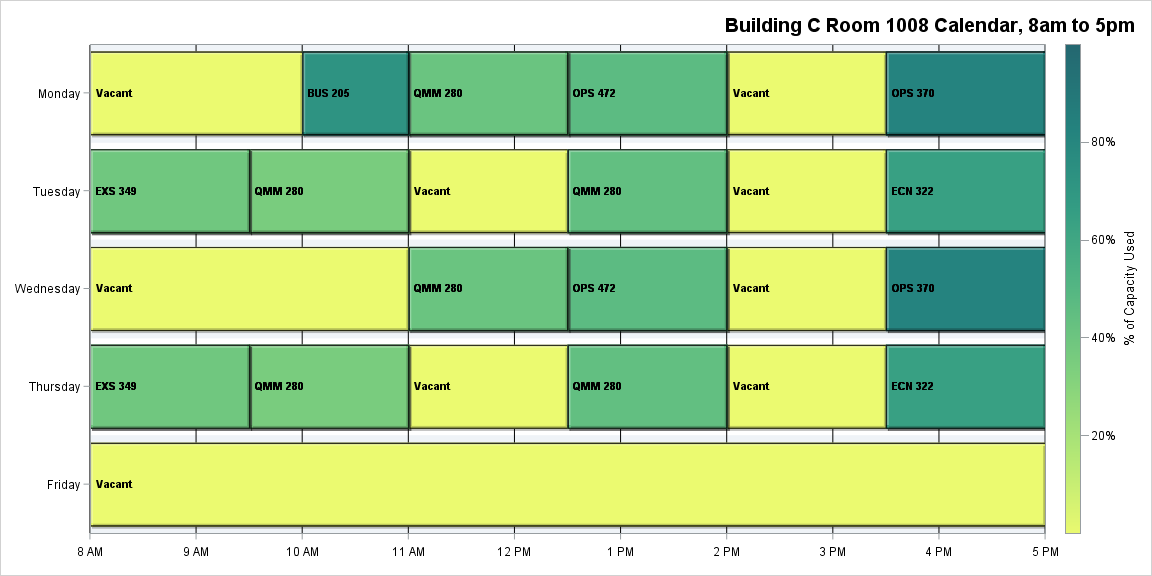 Building C Room 1008 Calendar, 8am to 5pm
Monday
Vacant
BUS 205
QMM 280
OPS 472
Vacant
OPS 370
Tuesday
EXS 349
QMM 280
Vacant
QMM 280
Vacant
ECN 322
Wednesday
Vacant
QMM 280
OPS 472
Vacant
OPS 370
Thursday
EXS 349
QMM 280
Vacant
QMM 280
Vacant
ECN 322
Friday
Vacant
8 AM
9 AM
10 AM
11 AM
12 PM
1 PM
2 PM
3 PM
4 PM
5 PM
80%
60%
40%
20%
% of Capacity Used